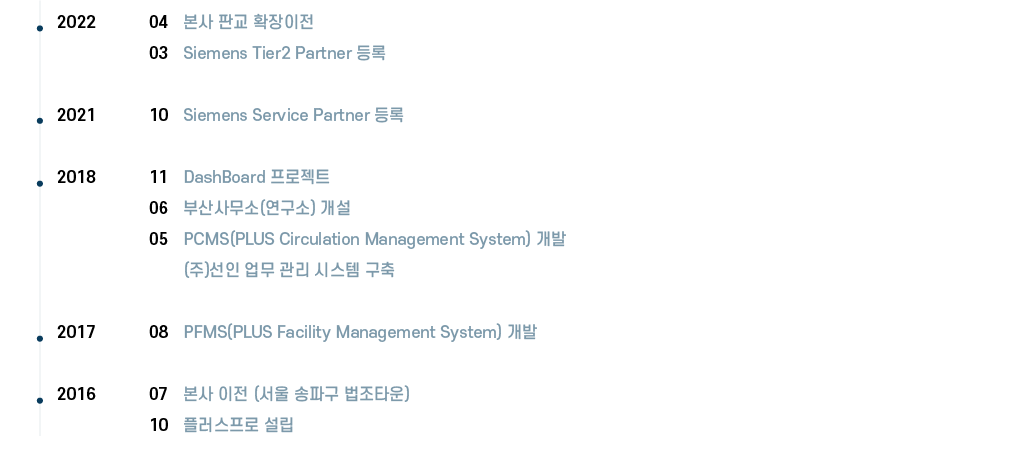 2022 04 본사 판교 확장이전
03 Siemens Tier2 Partner 등록
2021 10 Siemens Service Partner 등록
2018 11 DashBoard 프로젝트
06 부산사무소(연구소) 개설
05 PCMS(PLUS Circulation Management System) 개발
(주)선인 업무 관리 시스템 구축
2017 08 PFMS(PLUS Facility Management System) 개발
2016 07 본사 이전 (서울 송파구 법조타운)
10 플러스프로 설립